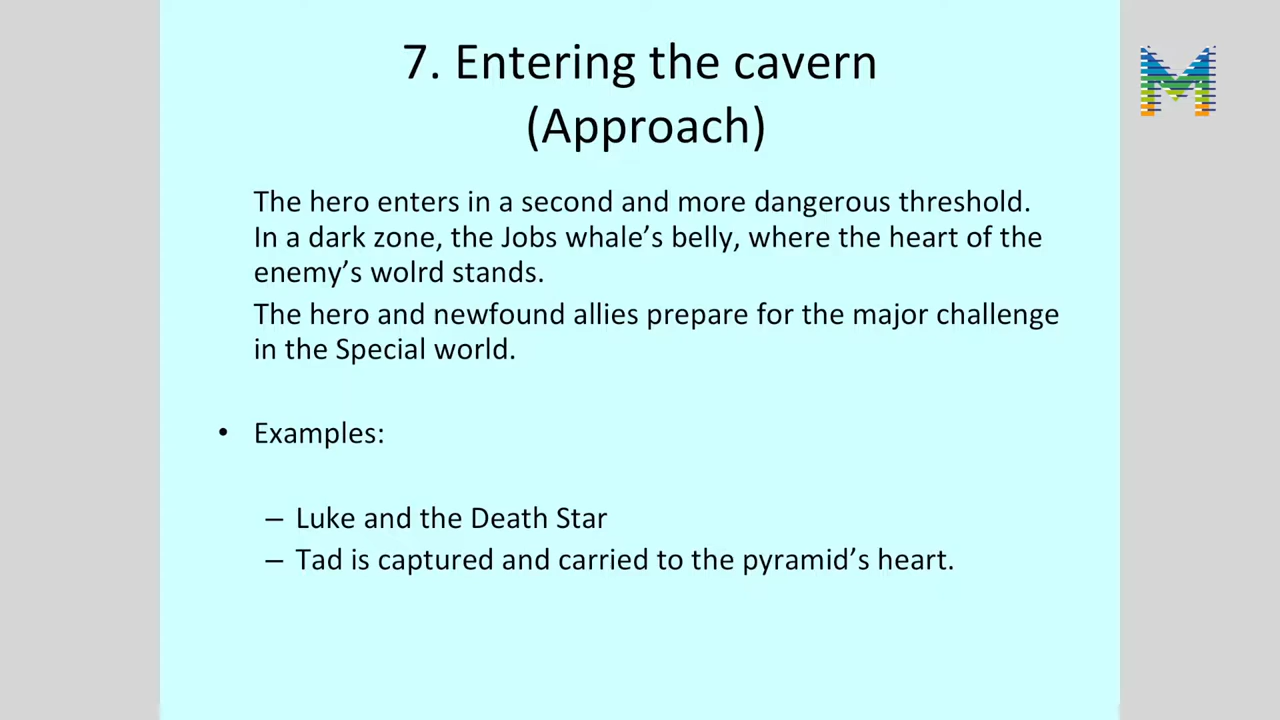 7. Entering the cavern
(Approach)
The hero enters in a second and more dangerous threshold.
In a dark zone, the Jobs whale’s belly, where the heart of the
enemy’s wolrd stands.
The hero and newfound allies prepare for the major challenge
in the Special world.
• Examples:
– Luke and the Death Star
– Tad is captured and carried to the pyramid’s heart.